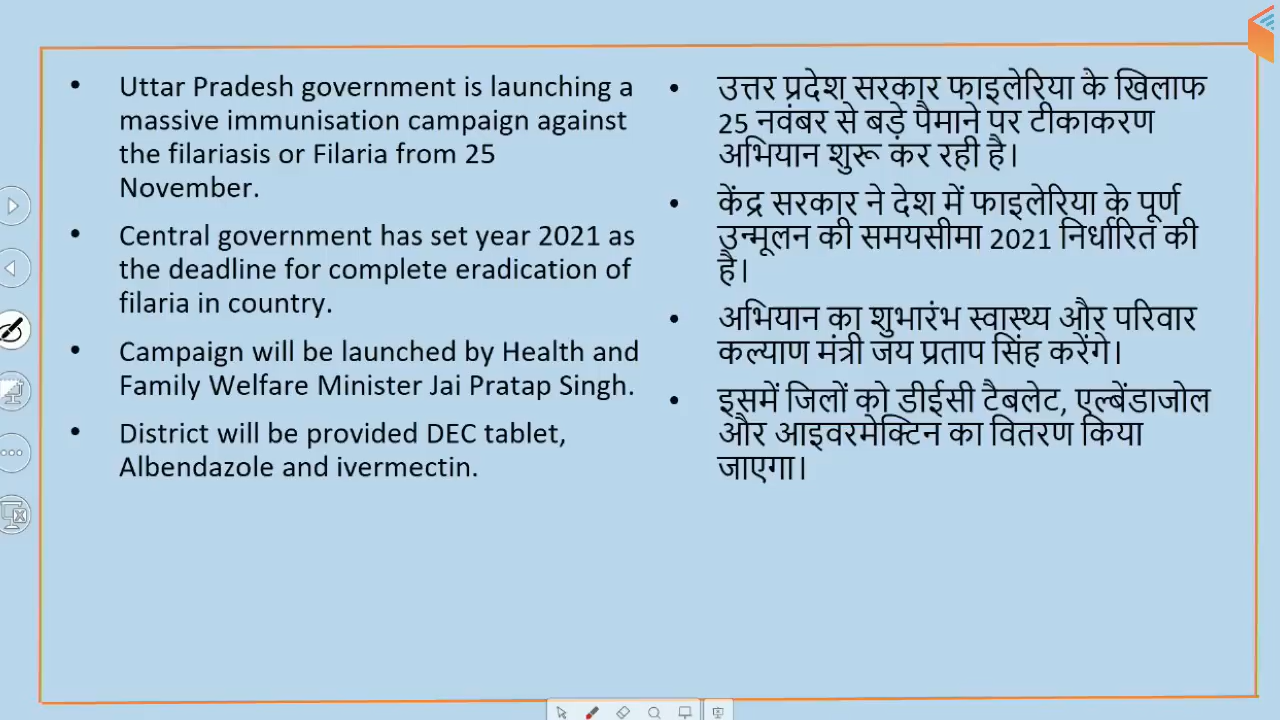 • Uttar Pradesh government is launching a
massive immunisation campaign against
the filariasis or Filaria from 25
November.
• Central government has set year 2021 as
the deadline for complete eradication of
filaria in country.
• Campaign will be launched by Health and
Family Welfare Minister Jai Pratap Singh.
• District will be provided DEC tablet,
Albendazole and ivermectin.
• उत्तर प्रदेश सरकार फाइलेरिया के खिलाफ
25 नवंबर से बड़े पैमाने पर टीकाकरण
अभियान शुरू कर रही है।
• केंद्र सरकार ने देश में फाइलेरिया के पूर्ण
उन्मूलन की समयसीमा 2021 निर्धारित की
है।
• अभियान का शुभारंभ स्वास्थ्य और परिवार
कल्याण मंत्री जय प्रताप सिंह करेंगे।
• इसमें जिलों को डीईसी टैबलेट, एल्बेंडाजोल
और आइवरमेक्टिन का वितरण किया
जाएगा।